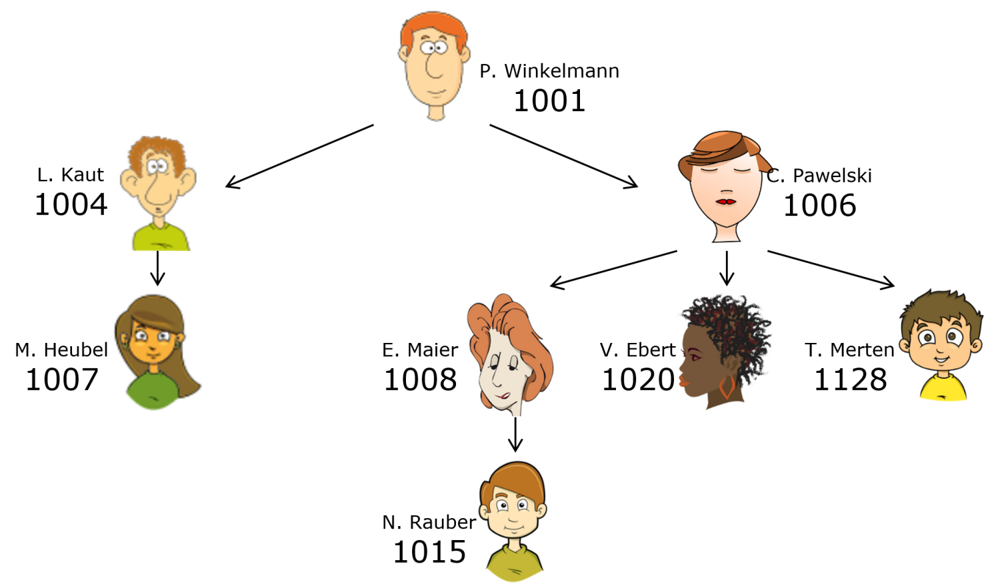 P. Winkelmann
1001
L. Kaut
1004
C. Pawelski
1006
M. Heubel
1007
E. Maier
1008
V. Ebert
1020
T. Merten
1128
N. Rauber
1015